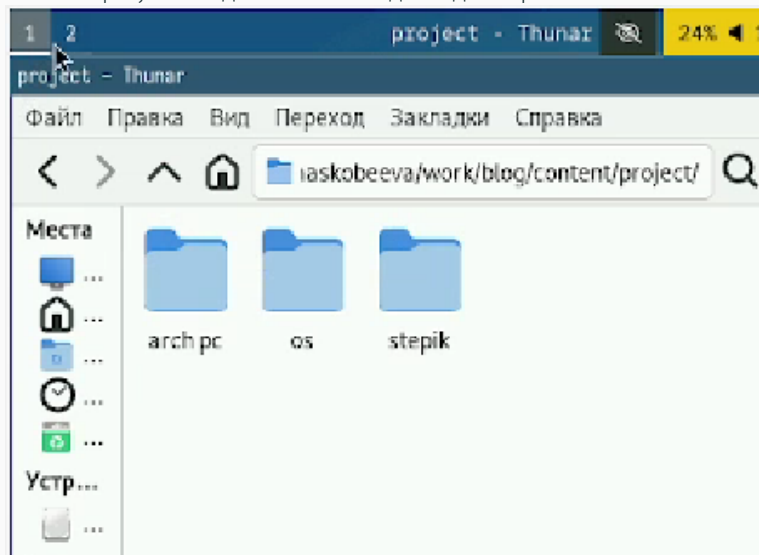 1 2 project - Thunar 24%
project - Thunar
Файл Правка Вид Переход Закладки Справка
askobeeva/work/blog/content/project/
Места
...
...
...
...
...
Устр...
...
arch pc os stepik